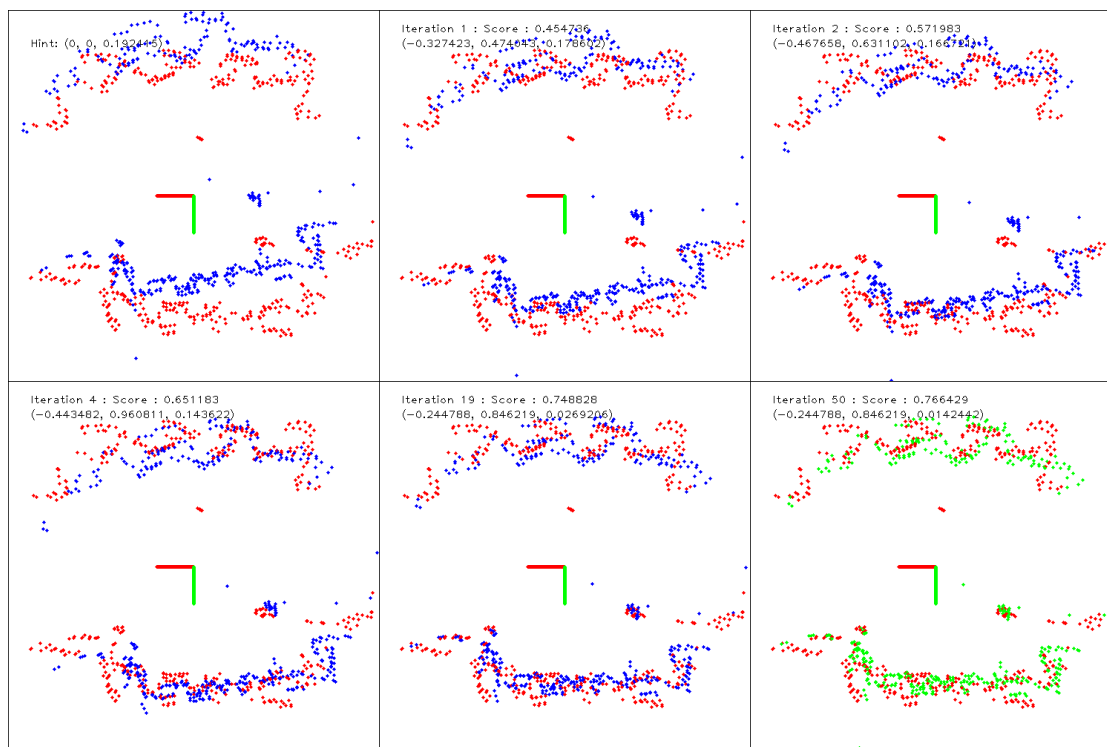 Hint: (0, 0, 0.192445)
Iteration 1 : Score : 0.454736
(-0.327423, 0.474043, 0.178602)
Iteration 2 : Score : 0.571983
(-0.467658, 0.631102, 0.166721)
Iteration 4 : Score : 0.651183
(-0.443482, 0.960811, 0.143622)
Iteration 19 : Score : 0.748828
(-0.244788, 0.846219, 0.0269206)
Iteration 50 : Score : 0.766429
(-0.244788, 0.846219, 0.0142442)